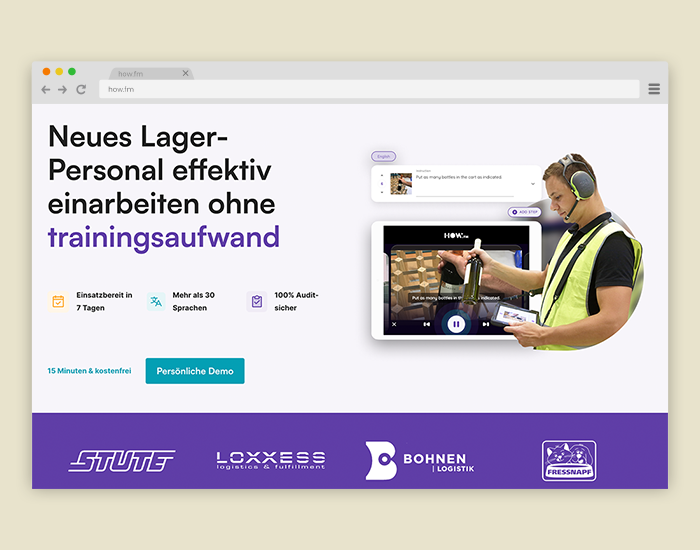 how.fm
how.fm
Neues Lager-
Personal effektiv
einarbeiten ohne
trainingsaufwand
Einsatzbereit in
7 Tagen
Mehr als 30
Sprachen
100% Audit-
sicher
15 Minuten & kostenfrei
Persönliche Demo
English
Instruction
Put as many bottles in the cart as indicated.
ADD STEP
HOW.FM
Put as many bottles in the cart as indicated.
STUTE
LOXXESS
logistics & fulfillment
BOHNEN
LOGISTIK
FRESSNAPF